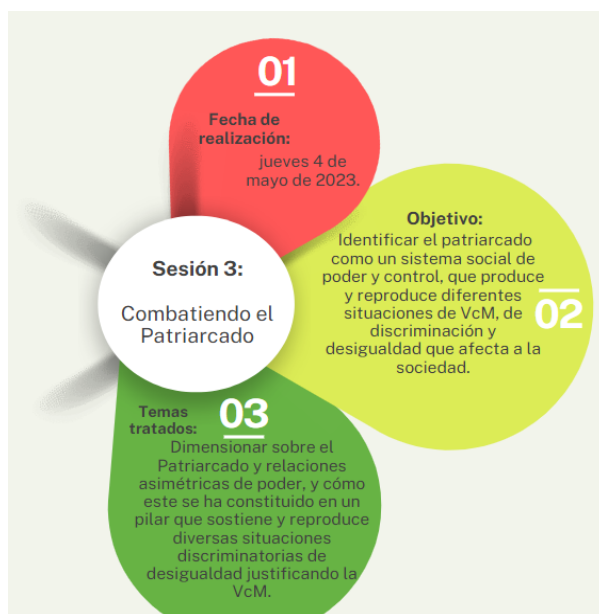 01
Fecha de
realización:
jueves 4 de
mayo de 2023.
Sesión 3:
Combatiendo el
Patriarcado
Objetivo:
Identificar el patriarcado
como un sistema social de
poder y control, que produce
y reproduce diferentes
situaciones de VcM, de
discriminación y
desigualdad que afecta a la
sociedad.
02
03
Temas
tratados:
Dimensionar sobre el
Patriarcado y relaciones
asimétricas de poder, y cómo
este se ha constituido en un
pilar que sostiene y reproduce
diversas situaciones
discriminatorias de
desigualdad justificando la
VcM.